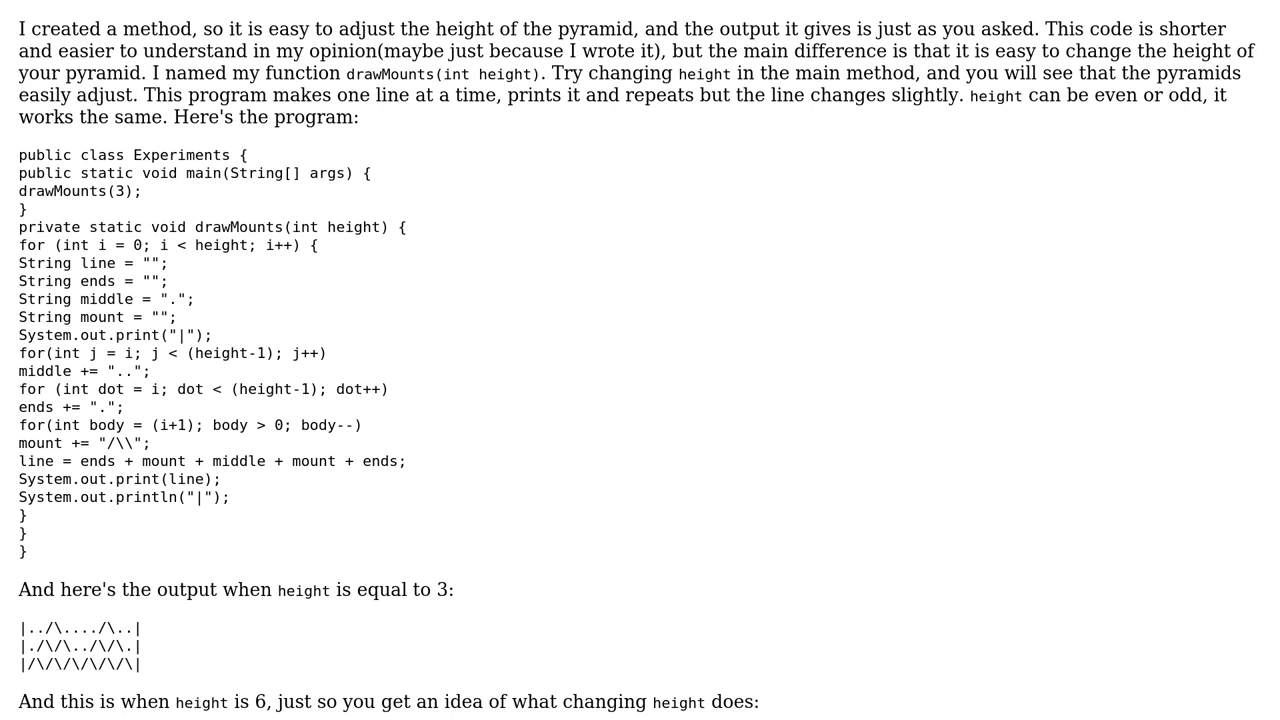 I created a method, so it is easy to adjust the height of the pyramid, and the output it gives is just as you asked. This code is shorter
and easier to understand in my opinion(maybe just because I wrote it), but the main difference is that it is easy to change the height of
your pyramid. I named my function drawMounts(int height). Try changing height in the main method, and you will see that the pyramids
easily adjust. This program makes one line at a time, prints it and repeats but the line changes slightly. height can be even or odd, it
works the same. Here's the program:
public class Experiments {
public static void main(String[] args) {
drawMounts(3);
}
private static void drawMounts(int height) {
for (int i = 0; i < height; i++) {
String line = "";
String ends = "";
String middle = ".";
String mount = "";
System.out.print("|");
for(int j = i; j < (height-1); j++)
middle += "..";
for (int dot = i; dot < (height-1); dot++)
ends += ".";
for(int body = (i+1); body > 0; body--)
mount += "/\\";
line = ends + mount + middle + mount + ends;
System.out.print(line);
System.out.println("|");
}
}
}
And here's the output when height is equal to 3:
|../\..../\..|
|./\/\../\/\.|
|/\/\/\/\/\/\|
And this is when height is 6, just so you get an idea of what changing height does: